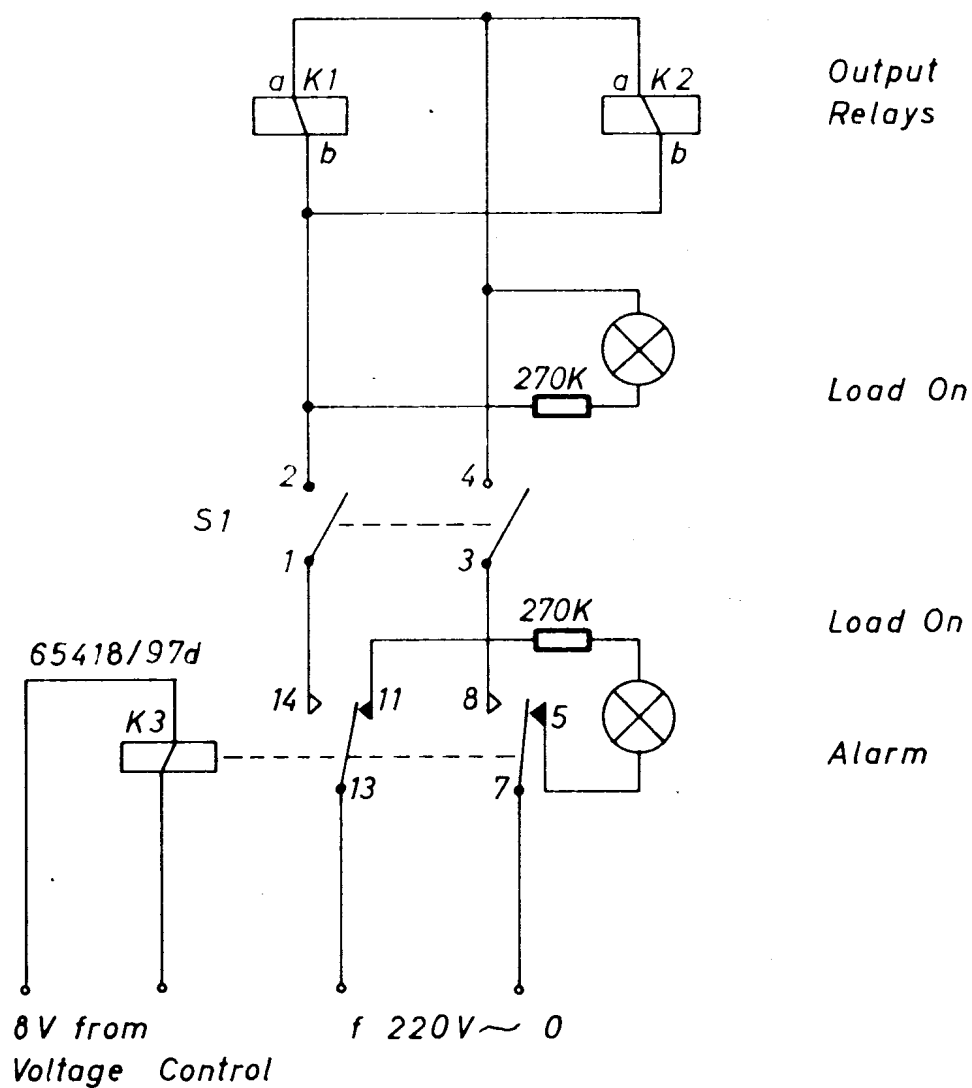 a K1
b
a K2
b
Output
Relays
270K
Load On
2
4
S1
1
3
270K
Load On
65418/97d
14
11
8
5
K3
Alarm
13
7
8V from
Voltage Control
f 220V~ 0